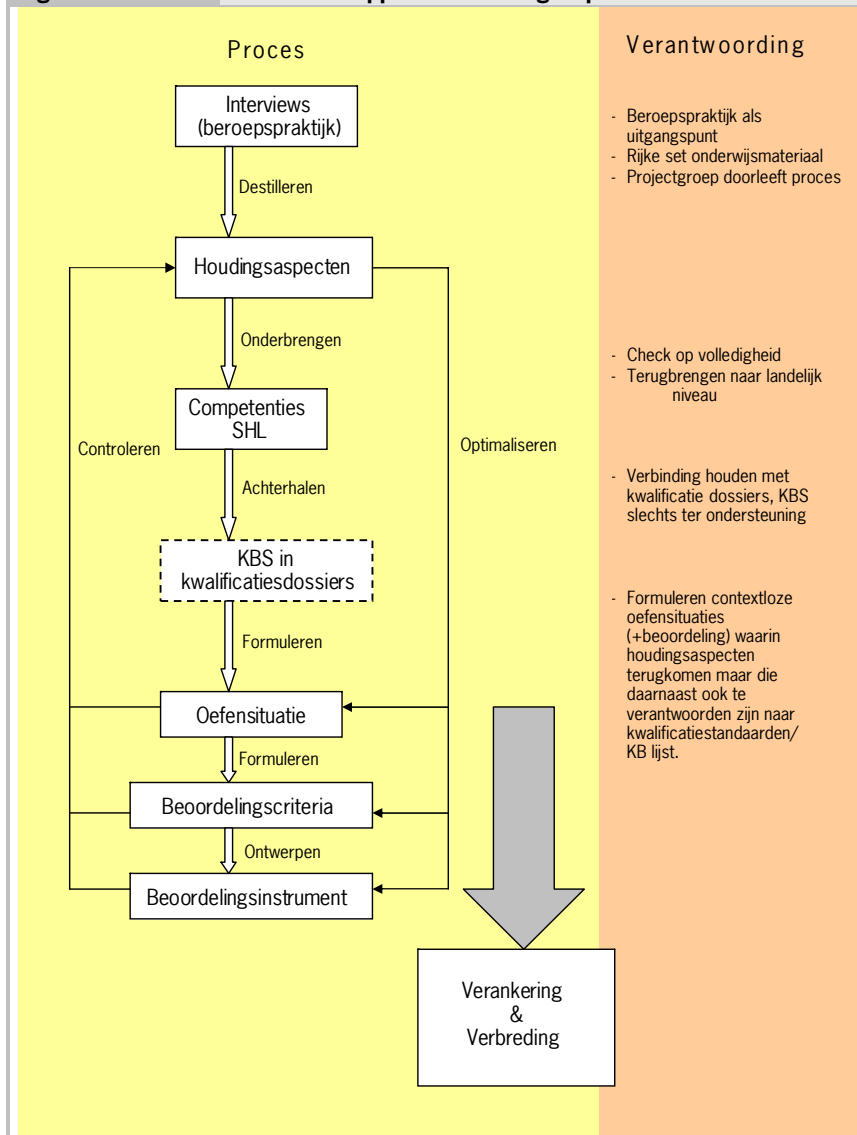 Proces
Interviews
(beroepspraktijk)
Destilleren
Houdingsaspecten
Onderbrengen
Competenties
SHL
Controleren
Optimaliseren
Achterhalen
KBS in
kwalificatiesdossiers
Formuleren
Oefensituatie
Formuleren
Beoordelingscriteria
Ontwerpen
Beoordelingsinstrument
Verankering
&
Verbreding
Verantwoording
- Beroepspraktijk als
uitgangspunt
- Rijke set onderwijsmateriaal
- Projectgroep doorleeft proces
- Check op volledigheid
- Terugbrengen naar landelijk
niveau
- Verbinding houden met
kwalificatie dossiers, KBS
slechts ter ondersteuning
- Formuleren contextloze
oefensituaties
(+beoordeling) waarin
houdingsaspecten
terugkomen maar die
daarnaast ook te
verantwoorden zijn naar
kwalificatiestandaarden/
KB lijst.